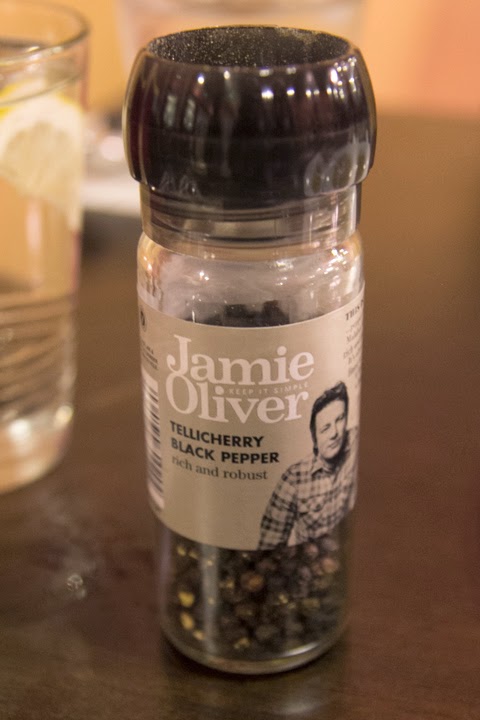 Jamie
KEEP IT SIMPLE
Oliver
TELLICHERRY
BLACK PEPPER
rich and robust